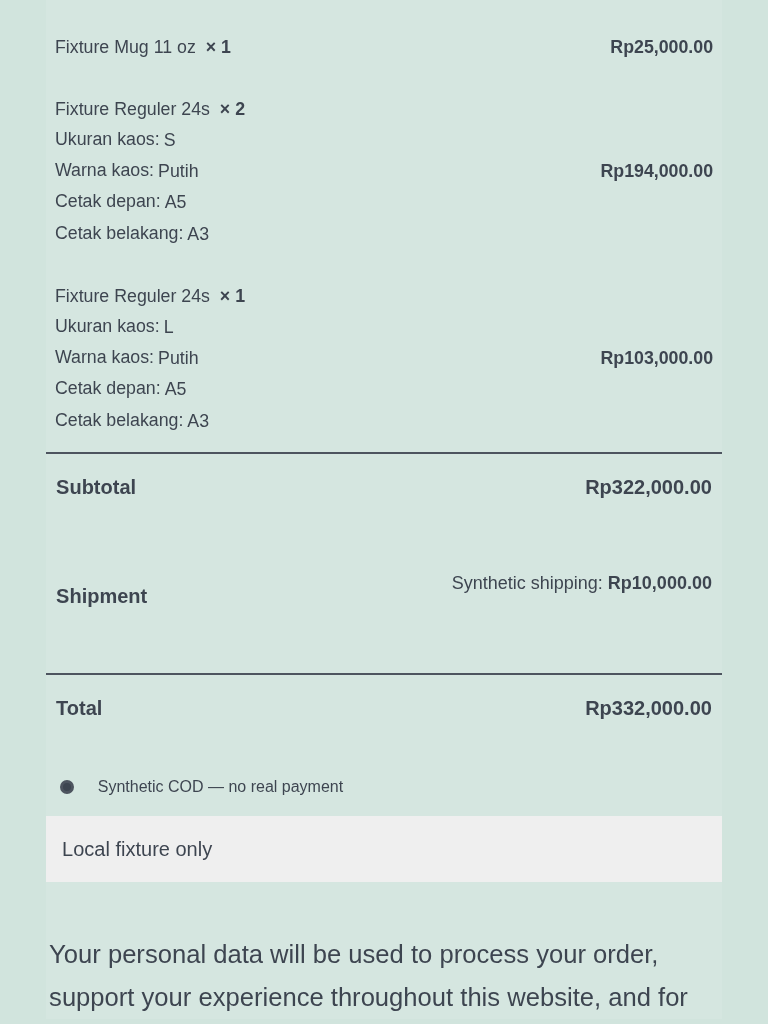 Fixture Mug 11 oz × 1 Rp25,000.00
Fixture Reguler 24s × 2
Ukuran kaos: S
Warna kaos: Putih Rp194,000.00
Cetak depan: A5
Cetak belakang: A3
Fixture Reguler 24s × 1
Ukuran kaos: L
Warna kaos: Putih Rp103,000.00
Cetak depan: A5
Cetak belakang: A3
Subtotal Rp322,000.00
Synthetic shipping: Rp10,000.00
Shipment
Total Rp332,000.00
Synthetic COD — no real payment
Local fixture only
Your personal data will be used to process your order,
support your experience throughout this website, and for